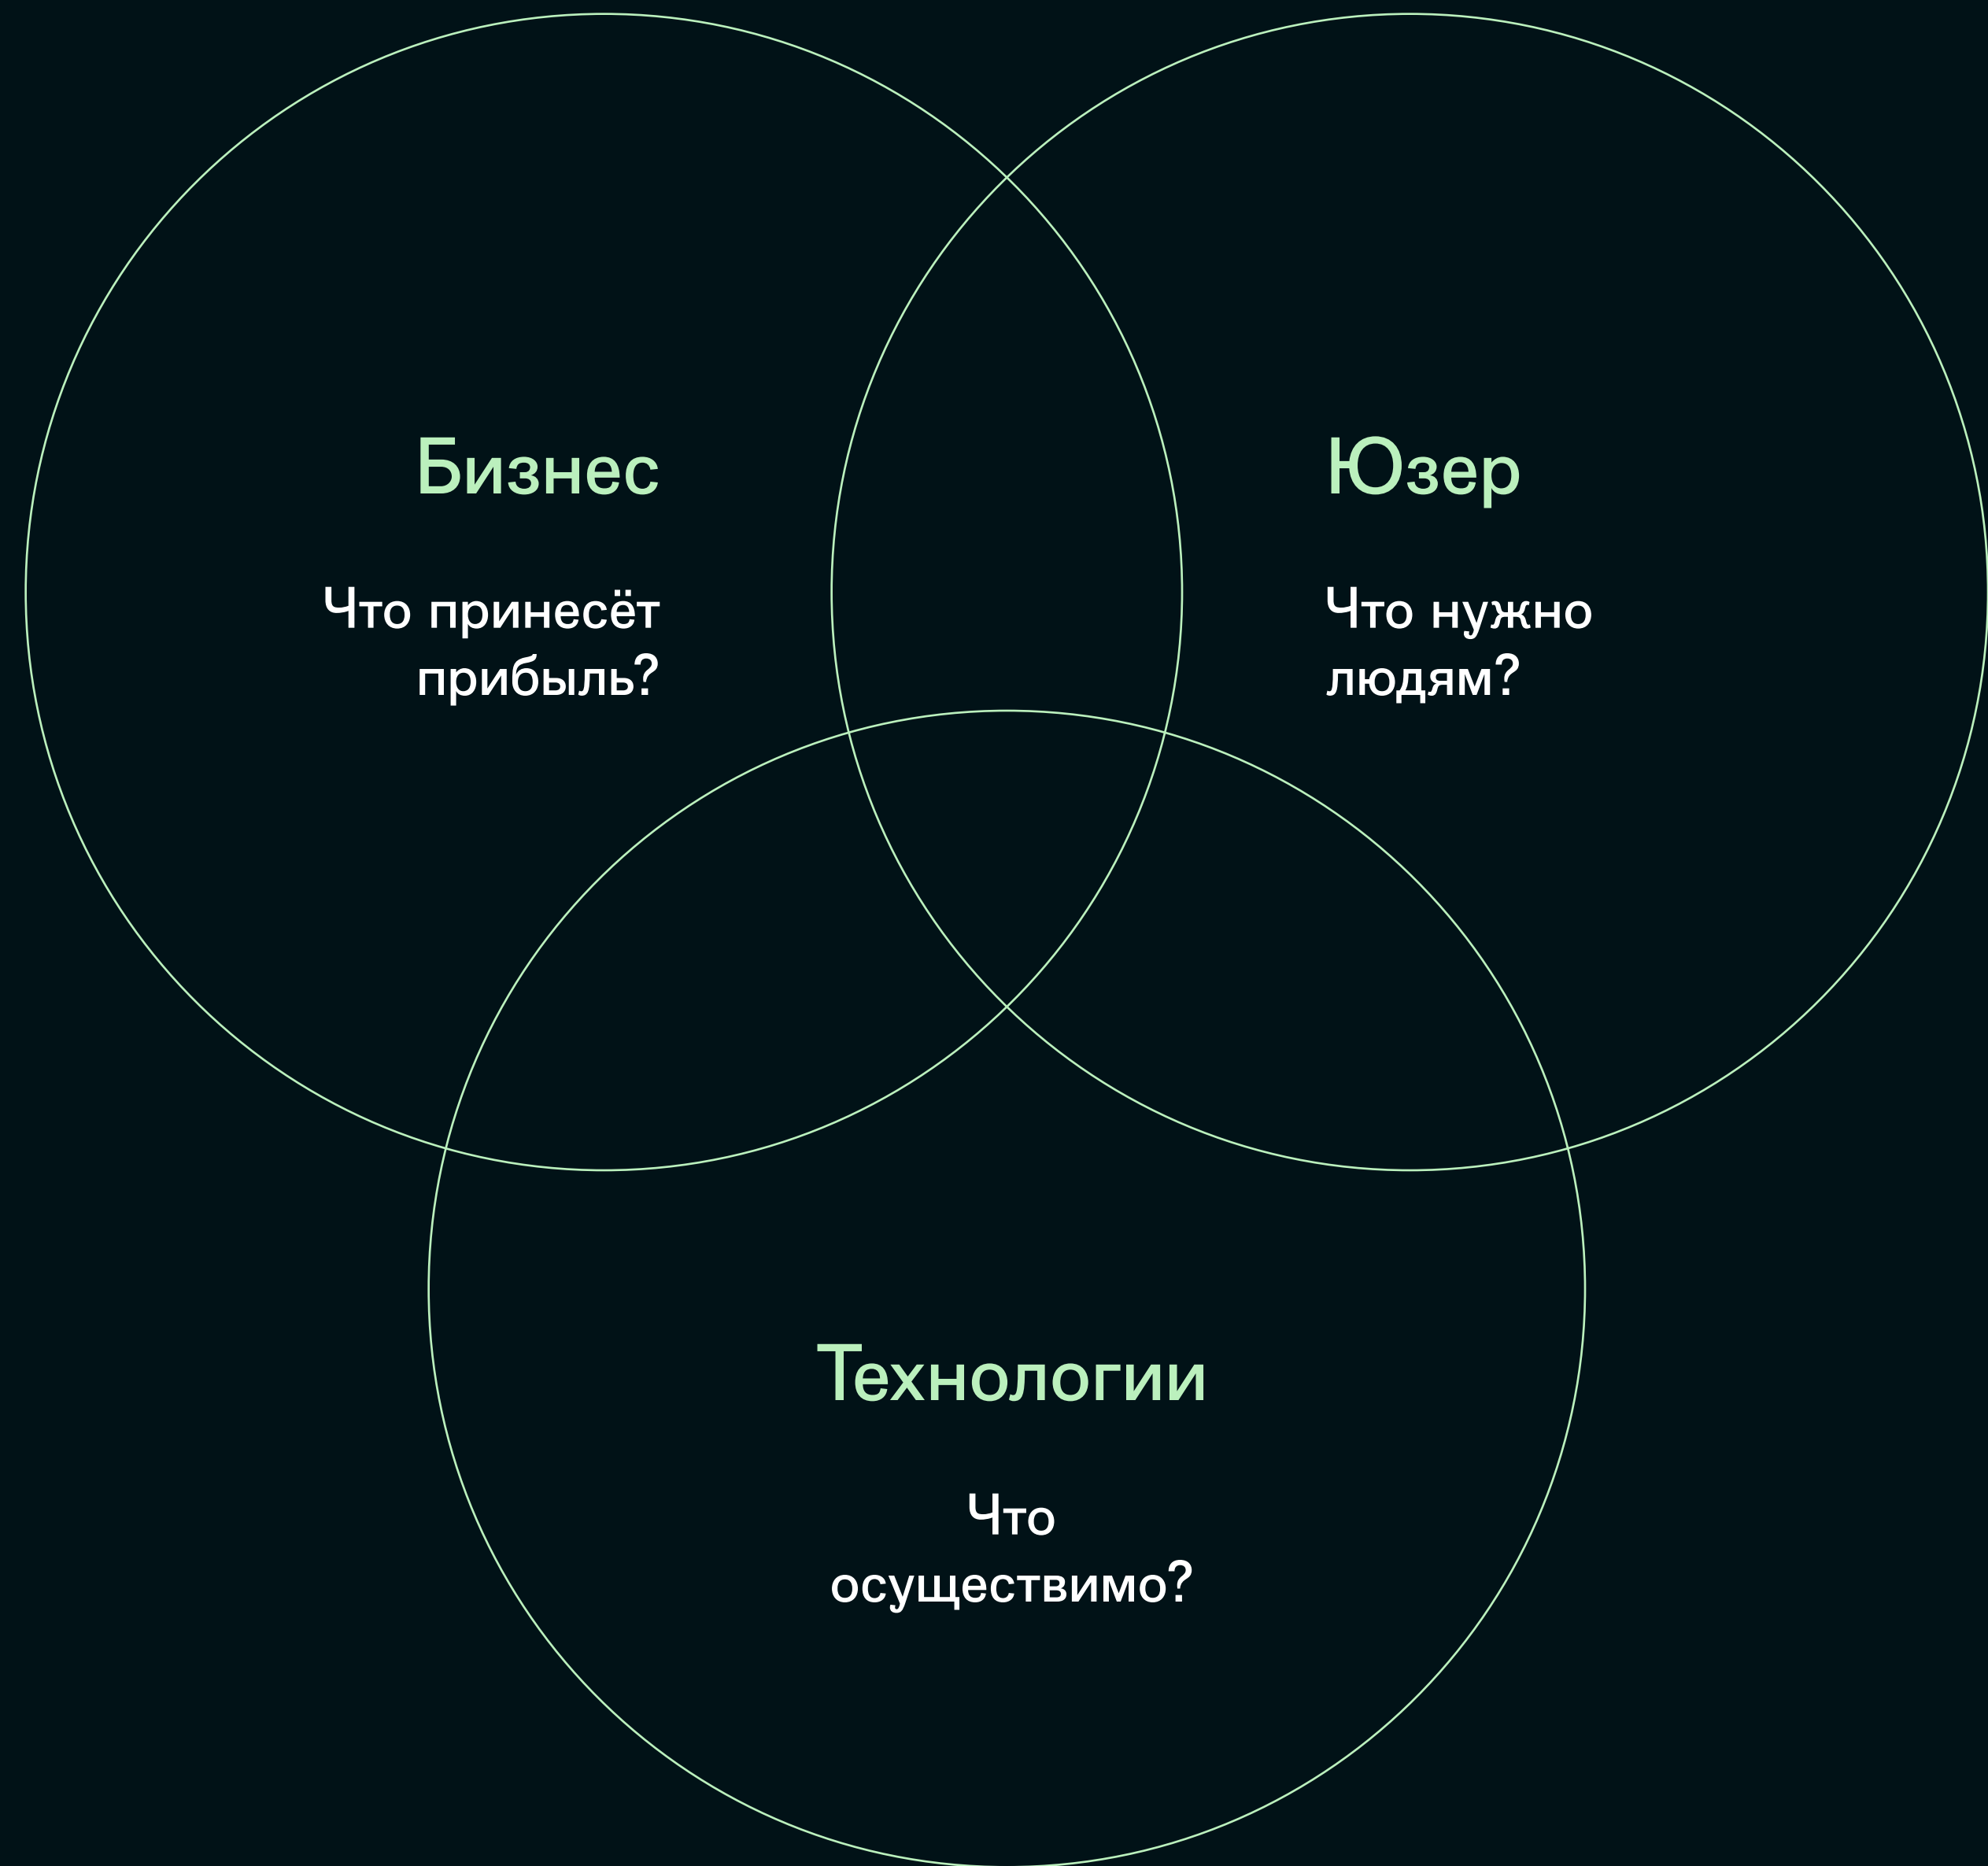 Бизнес
Что принесёт
прибыль?
Юзер
Что нужно
людям?
Технологии
Что
осуществимо?